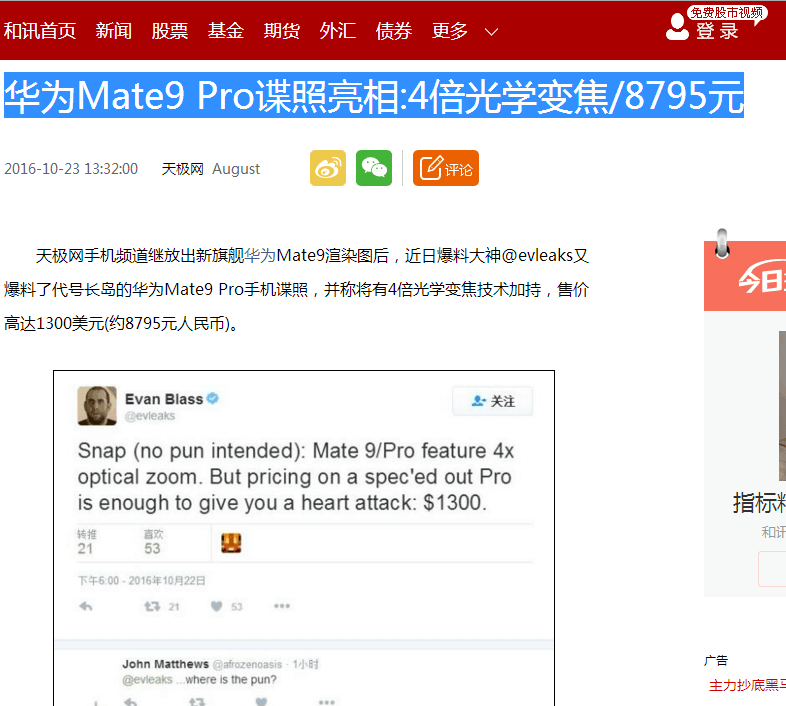 和讯首页 新闻 股票 基金 期货 外汇 债券 更多
免费股市视频
登录
华为Mate9 Pro谍照亮相:4倍光学变焦/8795元
2016-10-23 13:32:00 天极网 August 评论
天极网手机频道继放出新旗舰华为Mate9渲染图后，近日爆料大神@evleaks又
爆料了代号长岛的华为Mate9 Pro手机谍照，并称将有4倍光学变焦技术加持，售价
高达1300美元(约8795元人民币)。
今日
Evan Blass
@evleaks
关注
Snap (no pun intended): Mate 9/Pro feature 4x
optical zoom. But pricing on a spec'ed out Pro
is enough to give you a heart attack: $1300.
转推 喜欢
21 53
下午6:00 - 2016年10月22日
21 53
John Matthews @afrozenoasis · 1小时
@evleaks ...where is the pun?
指标
和讯
广告
主力抄底黑马